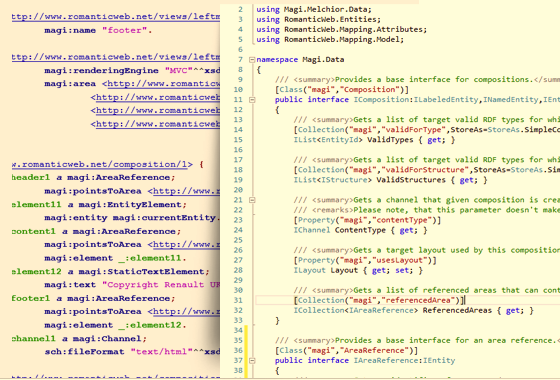 http://www.romanticweb.net/views/leftm
magi:name "footer".
http://www.romanticweb.net/views/leftm
magi:renderingEngine "MVC"^^xsd
magi:area <http://www.romanticweb.net/
<http://www.romanticweb
<http://www.romanticweb
<http://www.romanticweb
w.romanticweb.net/composition/1> {
header1 a magi:AreaReference;
magi:pointsToArea <http://www.r
element11 a magi:EntityElement;
magi:entity magi:currentEntity.
content1 a magi:AreaReference;
magi:pointsToArea <http://www.r
magi:element _:element11.
element12 a magi:StaticTextElement;
magi:text "Copyright Renault UK
footer1 a magi:AreaReference;
magi:pointsToArea <http://www.r
magi:element _:element12.
channel1 a magi:Channel;
sch:fileFormat "text/html"^^xsd
2 using Magi.Melchior.Data;
3 using RomanticWeb.Entities;
4 using RomanticWeb.Mapping.Attributes;
5 using RomanticWeb.Mapping.Model;
6
7 namespace Magi.Data
8 {
9 /// <summary>Provides a base interface for compositions.</summ
10 [Class("magi","Composition")]
11 public interface IComposition:ILabeledEntity,INamedEntity,IEnt
12 {
13 /// <summary>Gets a list of target valid RDF types for whi
14 [Collection("magi","validForType",StoreAs=StoreAs.SimpleCo
15 IList<EntityId> ValidTypes { get; }
16
17 /// <summary>Gets a list of target valid RDF types for whi
18 [Collection("magi","validForStructure",StoreAs=StoreAs.Sim
19 IList<IStructure> ValidStructures { get; }
20
21 /// <summary>Gets a channel that given composition is crea
22 /// <remarks>Please note, that this parameter doesn't make
23 [Property("magi","contentType")]
24 IChannel ContentType { get; }
25
26 /// <summary>Gets a target layout used by this composition
27 [Property("magi","usesLayout")]
28 ILayout Layout { get; set; }
29
30 /// <summary>Gets a list of referenced areas that can cont
31 [Collection("magi","referencedArea")]
32 ICollection<IAreaReference> ReferencedAreas { get; }
33 }
34
35 /// <summary>Provides a base interface for an area reference.<
36 [Class("magi","AreaReference")]
37 public interface IAreaReference:IEntity
38 {